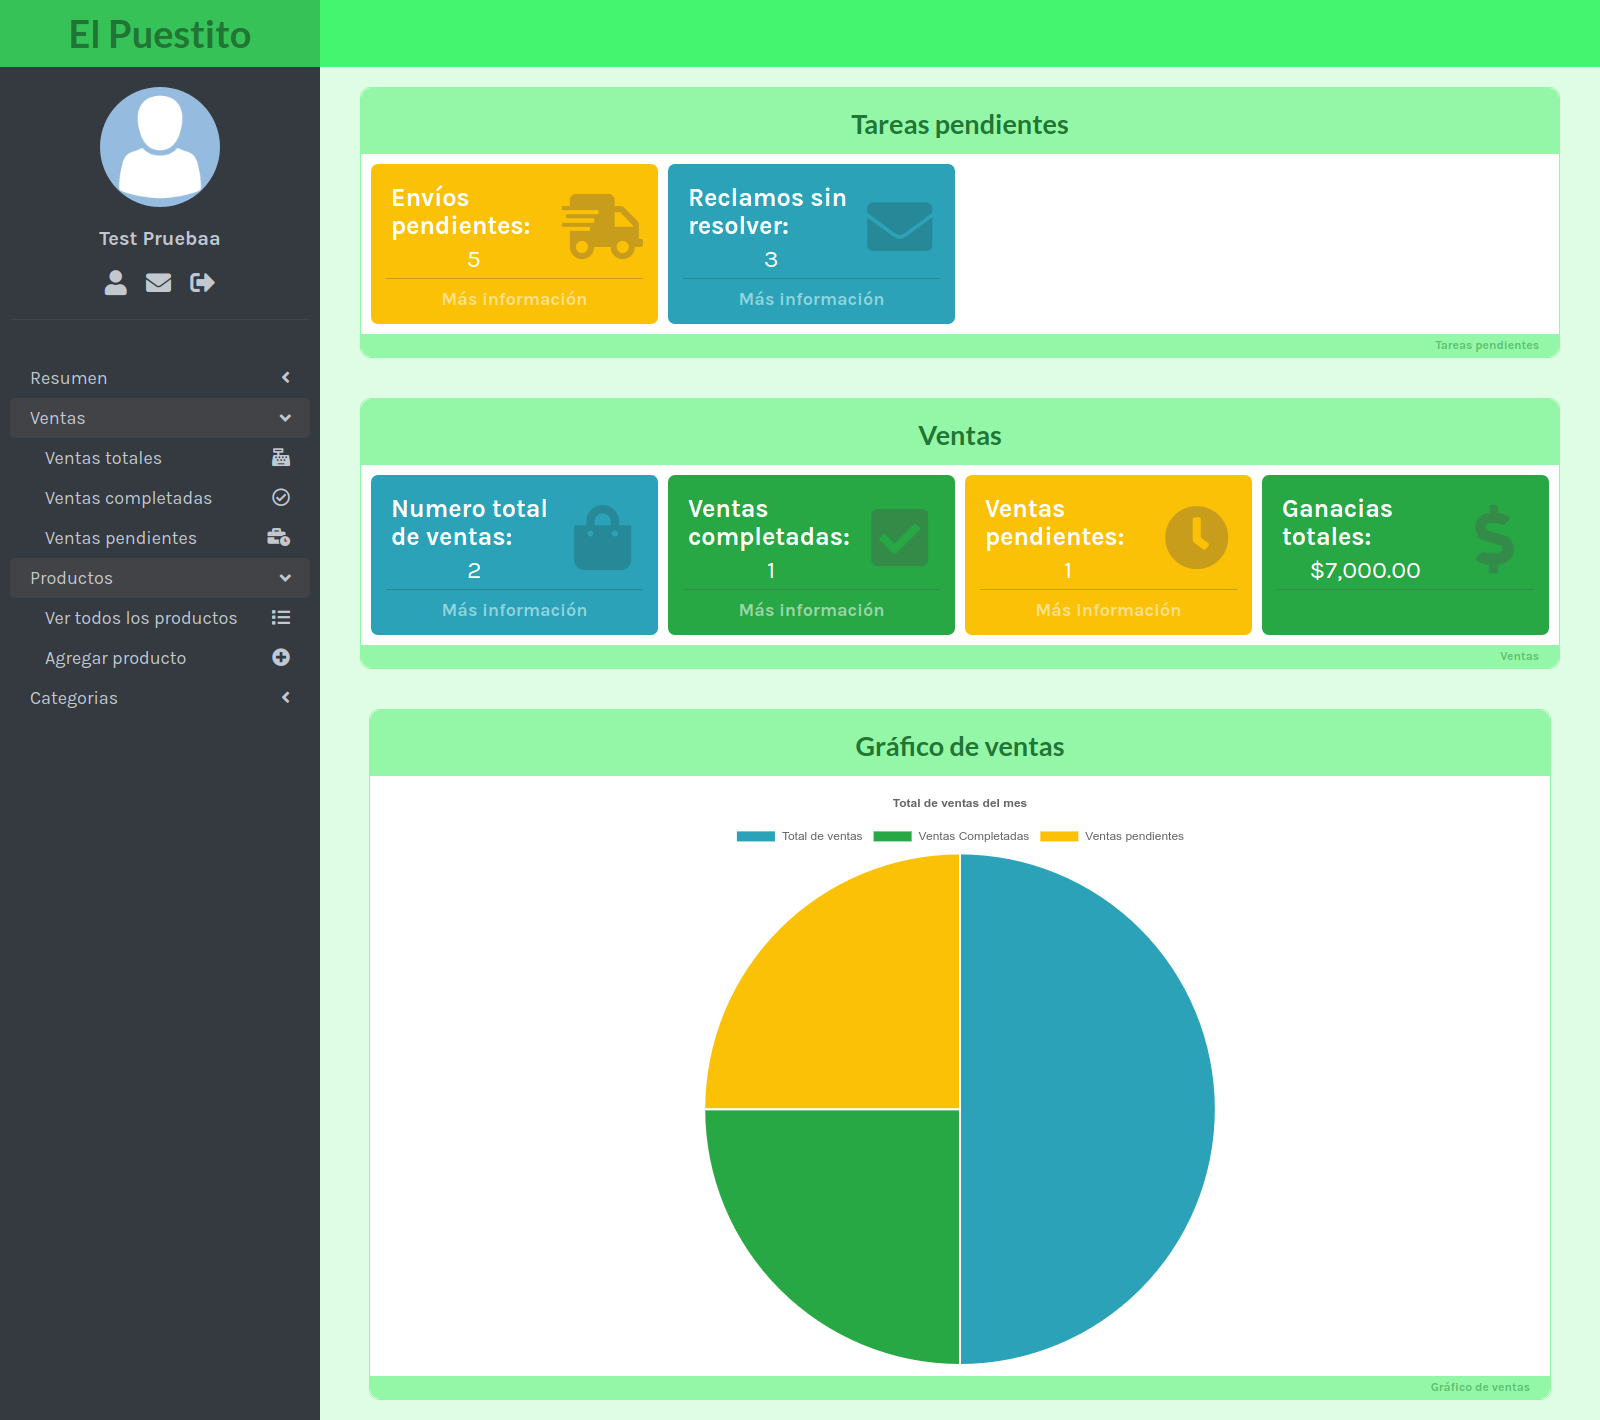 El Puestito
Test Pruebaa
Resumen
Ventas
Ventas totales
Ventas completadas
Ventas pendientes
Productos
Ver todos los productos
Agregar producto
Categorias
Tareas pendientes
Envíos
pendientes:
5
Más información
Reclamos sin
resolver:
3
Más información
Tareas pendientes
Ventas
Numero total
de ventas:
2
Más información
Ventas
completadas:
1
Más información
Ventas
pendientes:
1
Más información
Ganacias
totales:
$7,000.00
Ventas
Gráfico de ventas
Total de ventas del mes
Total de ventas Ventas Completadas Ventas pendientes
Gráfico de ventas